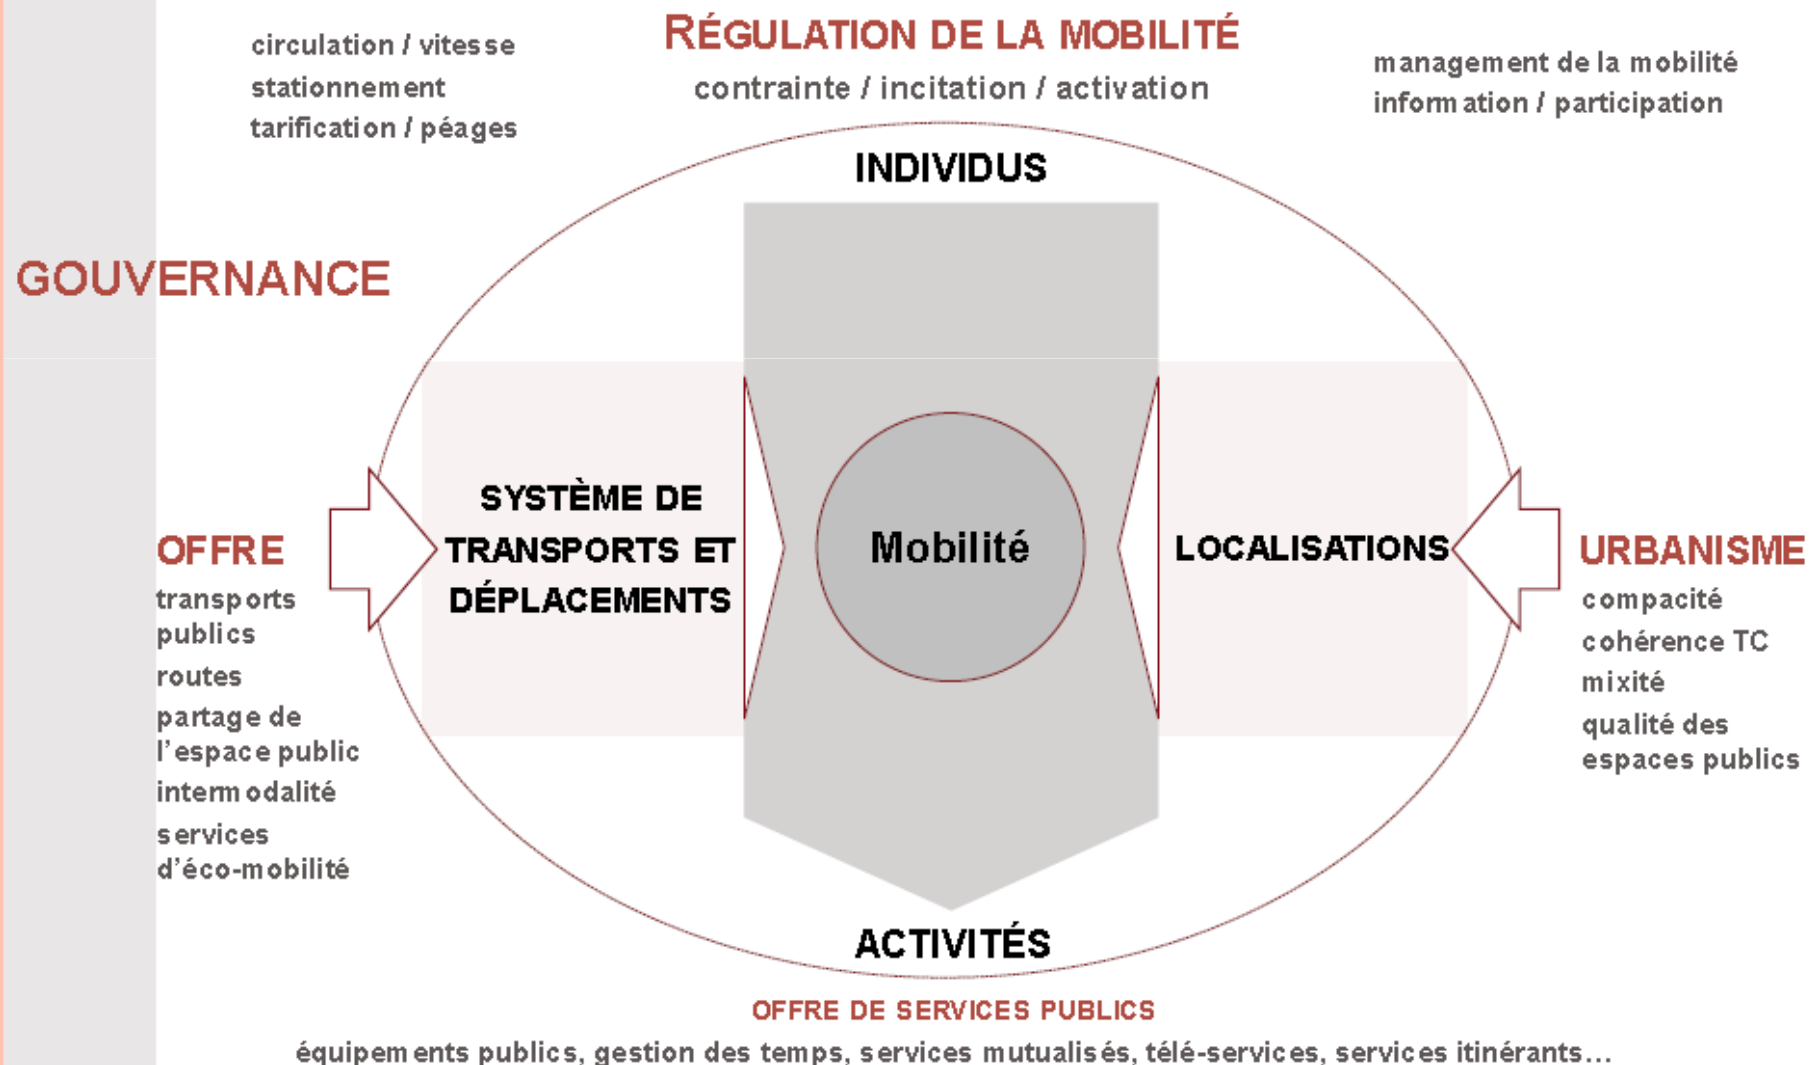 RÉGULATION DE LA MOBILITÉ
contrainte / incitation / activation
circulation / vitesse
stationnement
tarification / péages
management de la mobilité
information / participation
INDIVIDUS
GOUVERNANCE
OFFRE
transports
publics
routes
partage de
l'espace public
intermodalité
services
d'éco-mobilité
SYSTÈME DE
TRANSPORTS ET
DÉPLACEMENTS
Mobilité
LOCALISATIONS
URBANISME
compacité
cohérence TC
mixité
qualité des
espaces publics
ACTIVITÉS
OFFRE DE SERVICES PUBLICS
équipements publics, gestion des temps, services mutualisés, télé-services, services itinérants...